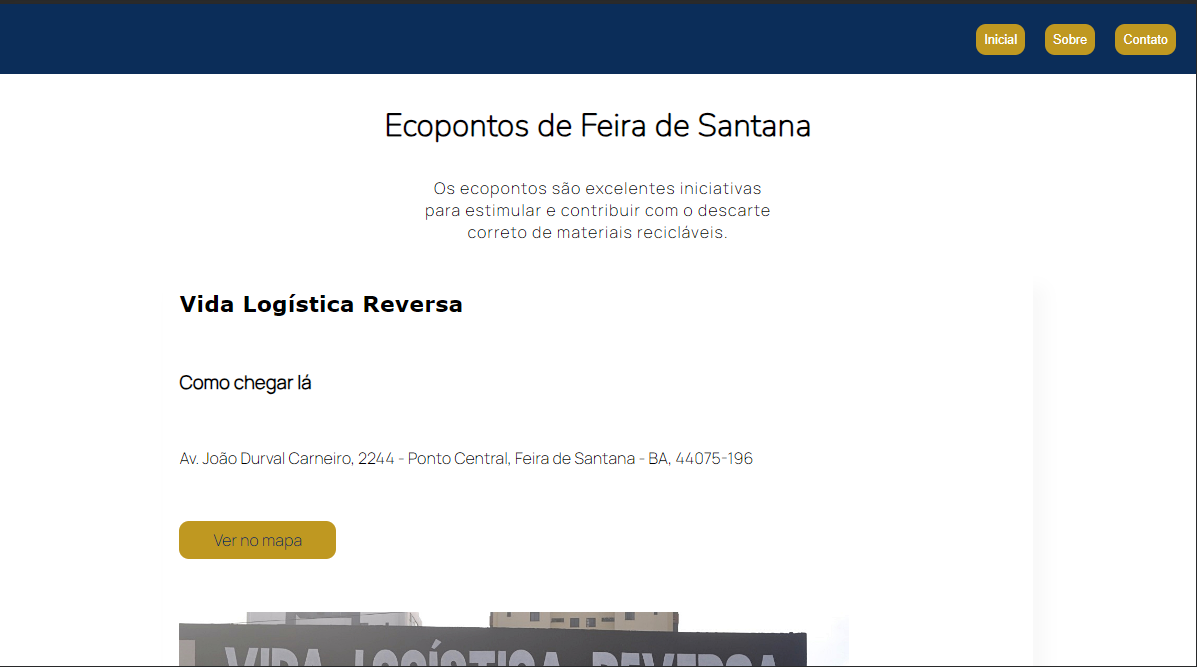 Inicial
Sobre
Contato
Ecopontos de Feira de Santana
Os ecopontos são excelentes iniciativas
para estimular e contribuir com o descarte
correto de materiais recicláveis.
Vida Logística Reversa
Como chegar lá
Av. João Durval Carneiro, 2244 - Ponto Central, Feira de Santana - BA, 44075-196
Ver no mapa
VIDA LOGÍSTICA REVERSA